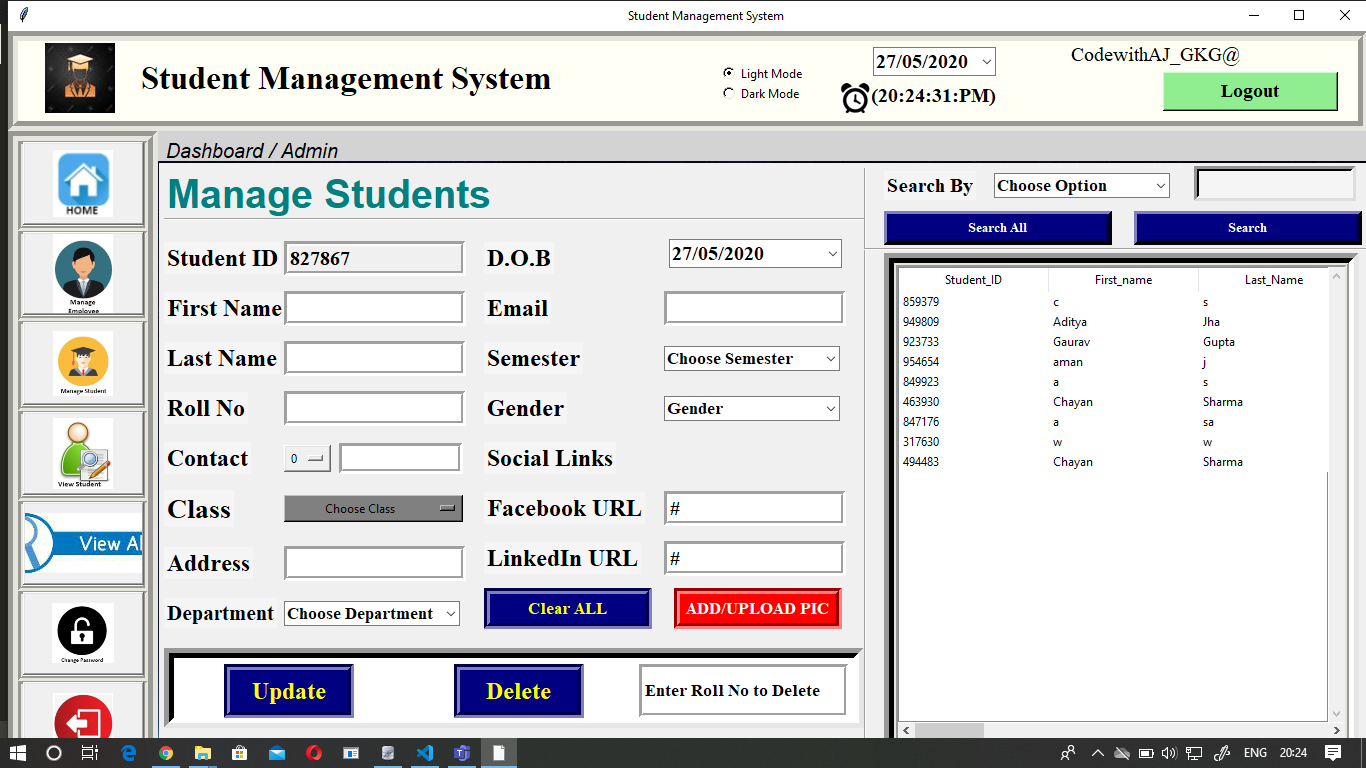 Student Management System
Student Management System
Light Mode
Dark Mode
27/05/2020
(20:24:31:PM)
CodewithAJ_GKG@
Logout
HOME
Manage
Employee
Manage Student
View Student
View Al
Change Password
Dashboard / Admin
Manage Students
Student ID 827867 D.O.B 27/05/2020
First Name Email
Last Name Semester Choose Semester
Roll No Gender Gender
Contact 0 Social Links
Class Choose Class Facebook URL #
Address LinkedIn URL #
Department Choose Department Clear ALL ADD/UPLOAD PIC
Update Delete Enter Roll No to Delete
Search By Choose Option
Search All Search
Student_ID First_name Last_Name
859379 c s
949809 Aditya Jha
923733 Gaurav Gupta
954654 aman j
849923 a s
463930 Chayan Sharma
847176 a sa
317630 w w
494483 Chayan Sharma
ENG 20:24